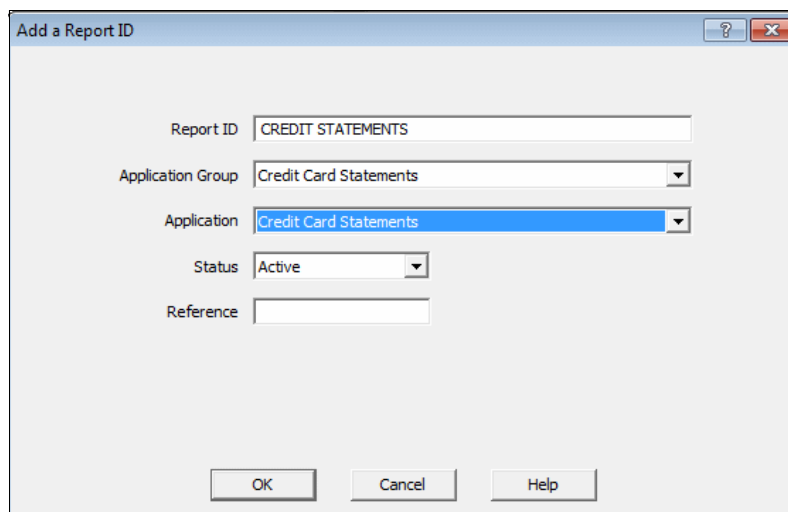 Add a Report ID
?
Report ID CREDIT STATEMENTS
Application Group Credit Card Statements
Application Credit Card Statements
Status Active
Reference
OK Cancel Help